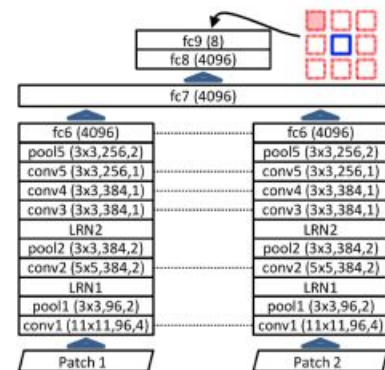 fc9 (8)
fc8 (4096)
fc7 (4096)
fc6 (4096)
pool5 (3x3,256,2)
conv5 (3x3,256,1)
conv4 (3x3,384,1)
conv3 (3x3,384,1)
LRN2
pool2 (3x3,384,2)
conv2 (5x5,384,2)
LRN1
pool1 (3x3,96,2)
conv1 (11x11,96,4)
Patch 1
fc6 (4096)
pool5 (3x3,256,2)
conv5 (3x3,256,1)
conv4 (3x3,384,1)
conv3 (3x3,384,1)
LRN2
pool2 (3x3,384,2)
conv2 (5x5,384,2)
LRN1
pool1 (3x3,96,2)
conv1 (11x11,96,4)
Patch 2